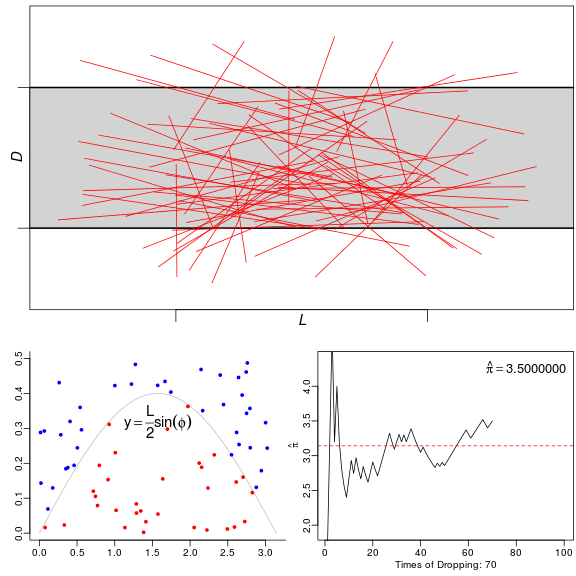 D
L
0.5
0.4
0.3
0.2
0.1
0.0
y = L/2 sin(ϕ)
0.0 0.5 1.0 1.5 2.0 2.5 3.0
π̂ = 3.5000000
4.0
3.5
3.0
2.5
2.0
π̂
0 20 40 60 80 100
Times of Dropping: 70